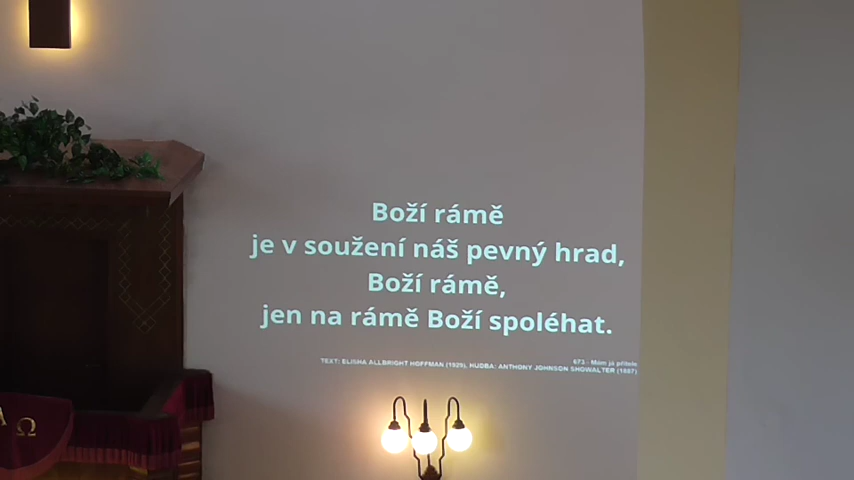 Boží rámě
je v soužení náš pevný hrad,
Boží rámě,
jen na rámě Boží spoléhat.
673 - Mám já přítele
TEXT: ELISHA ALLBRIGHT HOFFMAN (1929), HUDBA: ANTHONY JOHNSON SHOWALTER (1887)
Α Ω